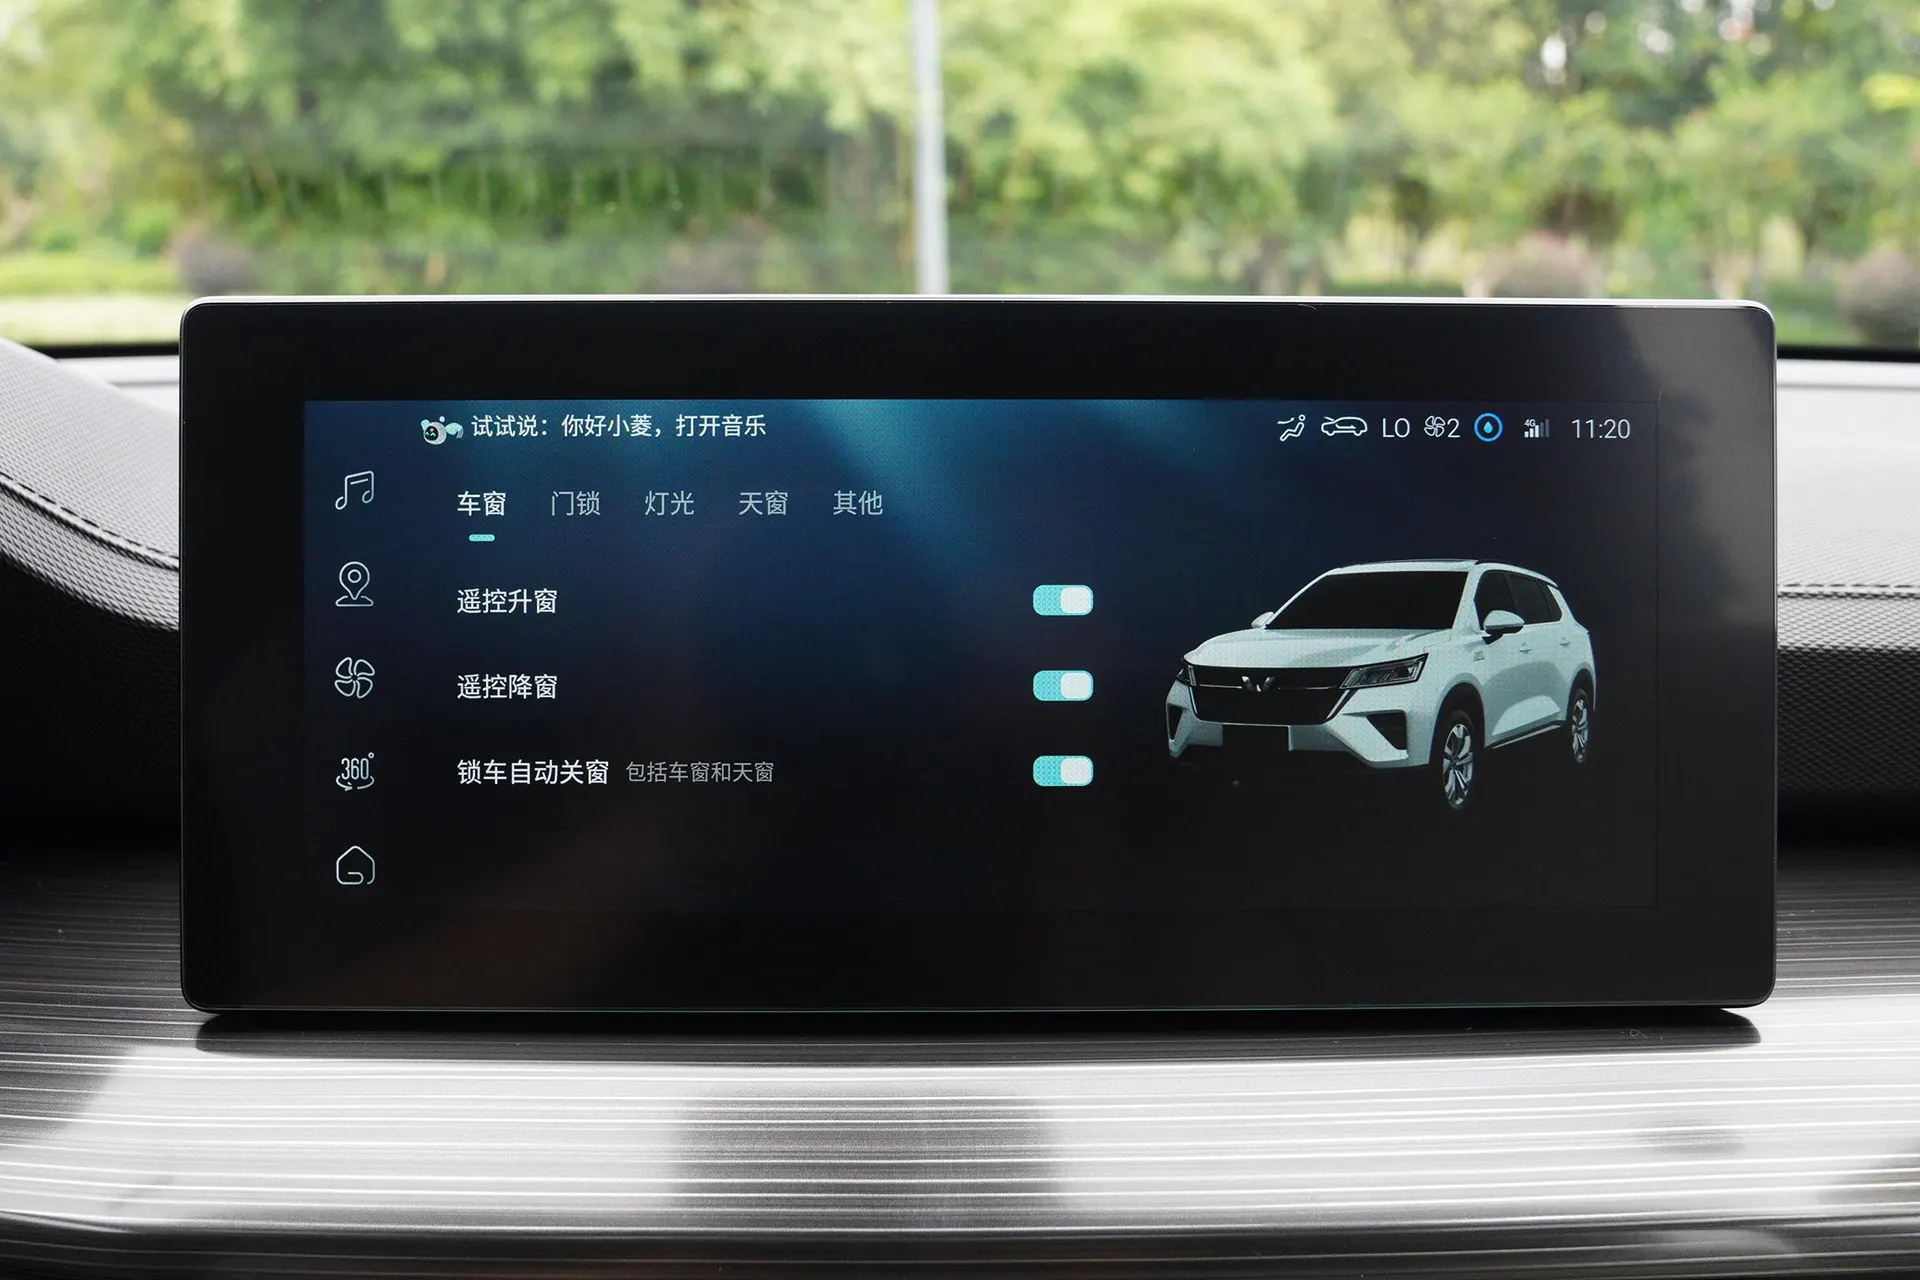 试试说：你好小菱，打开音乐
LO 2 4G 11:20
车窗 门锁 灯光 天窗 其他
遥控升窗
遥控降窗
360°
锁车自动关窗 包括车窗和天窗